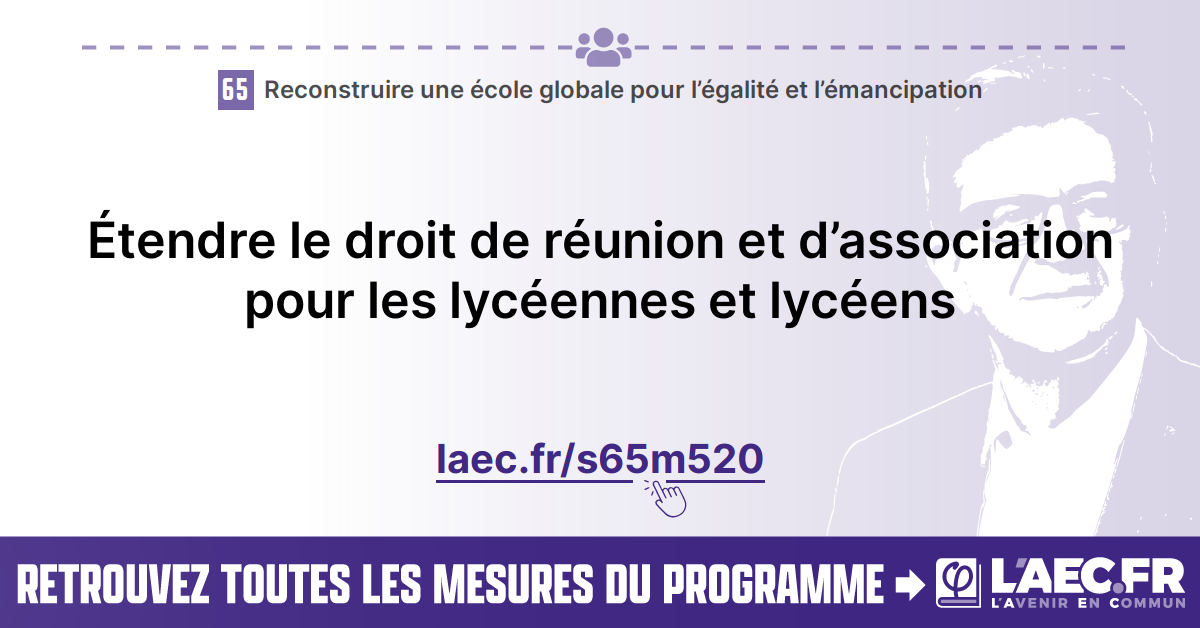 65 Reconstruire une école globale pour l’égalité et l’émancipation
Étendre le droit de réunion et d’association
pour les lycéennes et lycéens
laec.fr/s65m520
RETROUVEZ TOUTES LES MESURES DU PROGRAMME
φ L’AEC.FR
L’AVENIR EN COMMUN